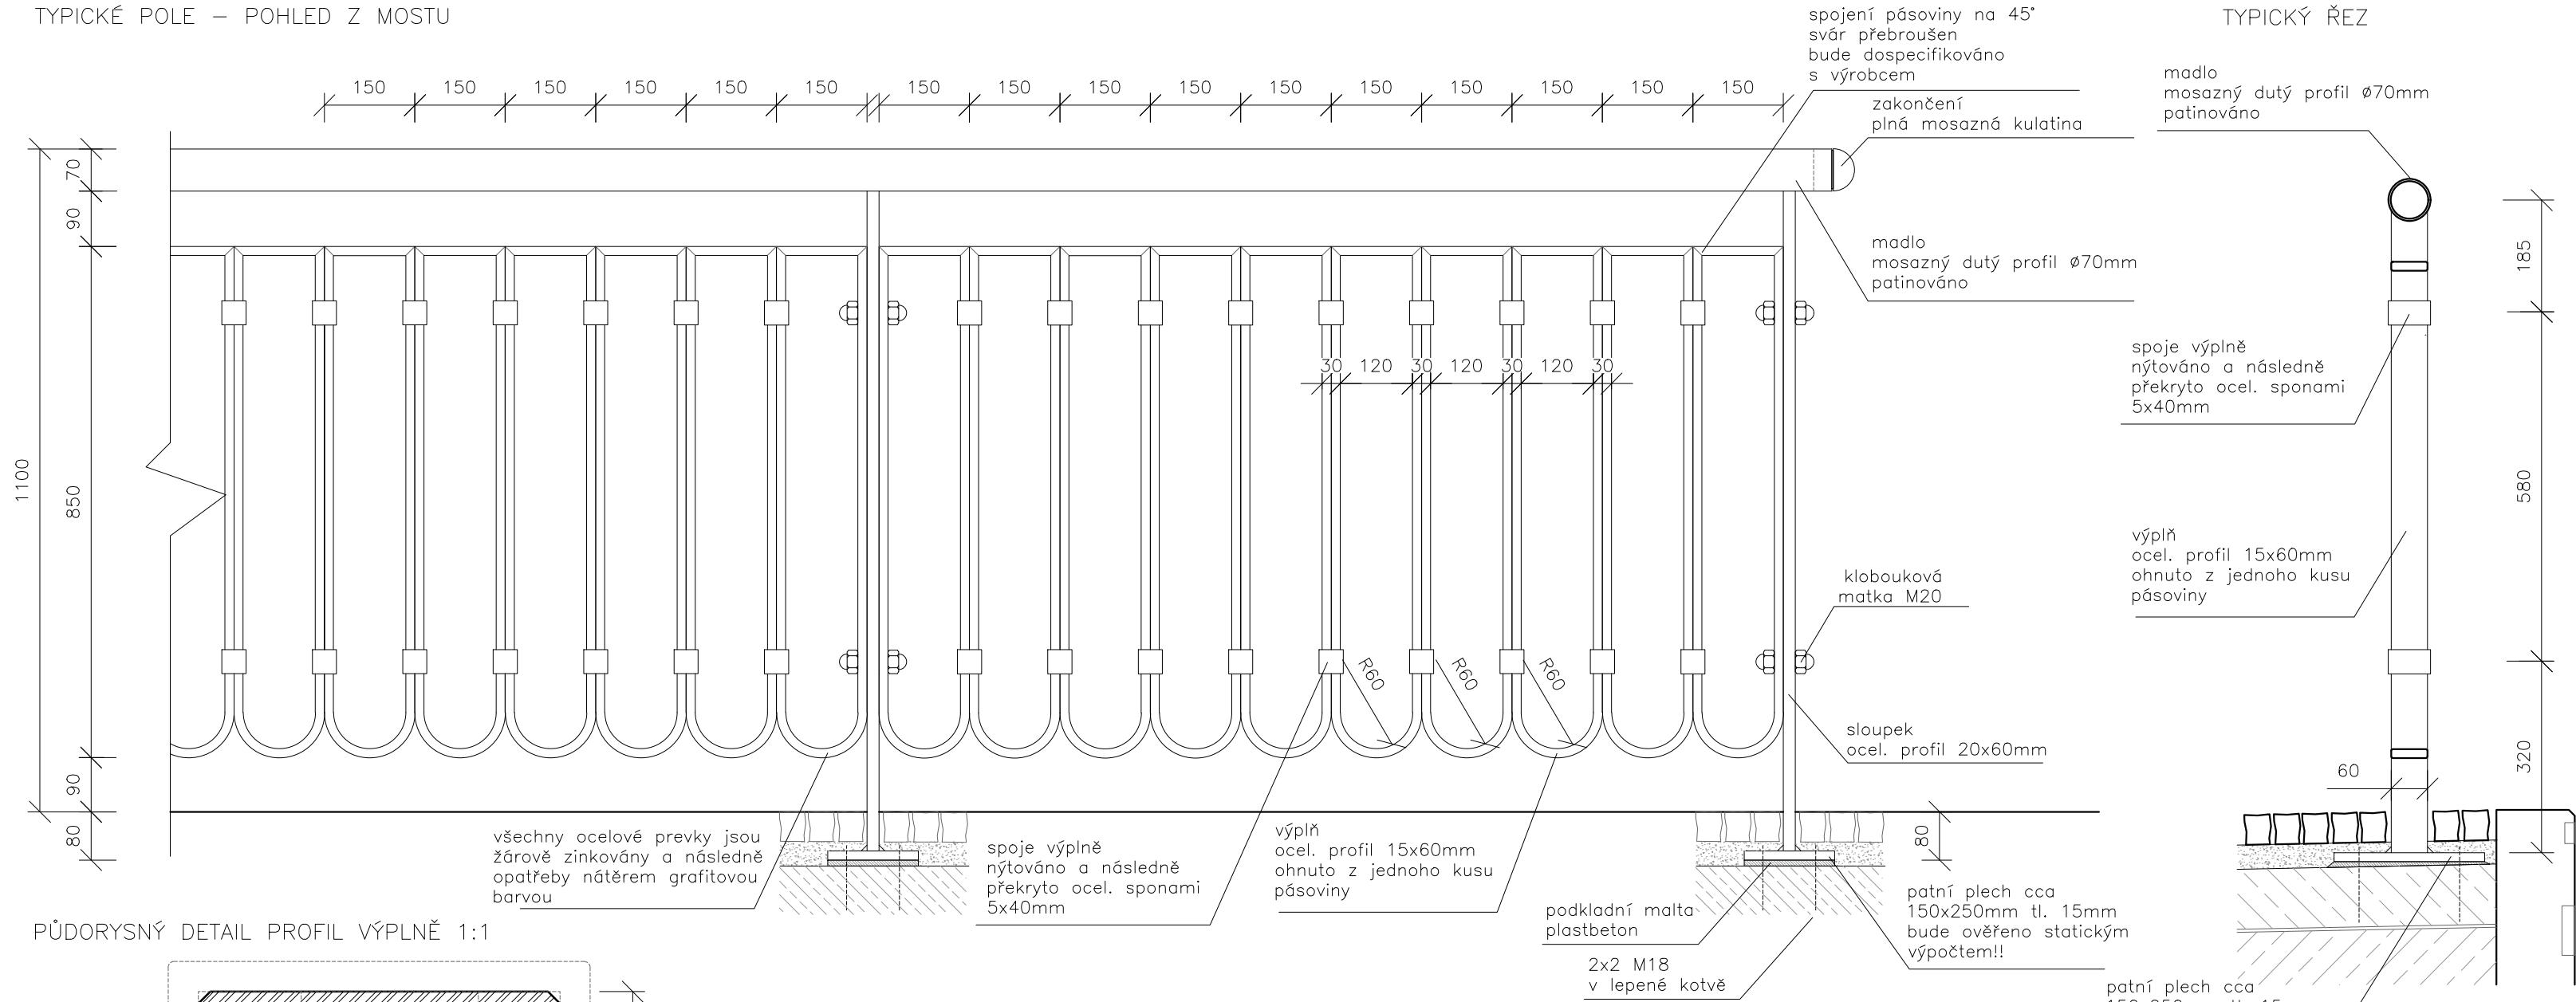 TYPICKÉ POLE – POHLED Z MOSTU
spojení pásoviny na 45°
svár přebroušen
bude dospecifikováno
s výrobcem
TYPICKÝ ŘEZ
150 150 150 150 150 150 150 150 150 150 150 150 150 150 150 150
zakončení
plná mosazná kulatina
madlo
mosazný dutý profil ø70mm
patinováno
70
90
850
90
80
1100
madlo
mosazný dutý profil ø70mm
patinováno
185
580
320
60
30 120 30 120 30 120 30
spoje výplně
nýtováno a následně
překryto ocel. sponami
5x40mm
výplň
ocel. profil 15x60mm
ohnuto z jednoho kusu
pásoviny
klobouková
matka M20
R60 R60 R60
sloupek
ocel. profil 20x60mm
všechny ocelové prevky jsou
žárově zinkovány a následně
opatřeby nátěrem grafitovou
barvou
spoje výplně
nýtováno a následně
překryto ocel. sponami
5x40mm
výplň
ocel. profil 15x60mm
ohnuto z jednoho kusu
pásoviny
80
podkladní malta
plastbeton
2x2 M18
v lepené kotvě
patní plech cca
150x250mm tl. 15mm
bude ověřeno statickým
výpočtem!!
PŮDORYSNÝ DETAIL PROFIL VÝPLNĚ 1:1
patní plech cca